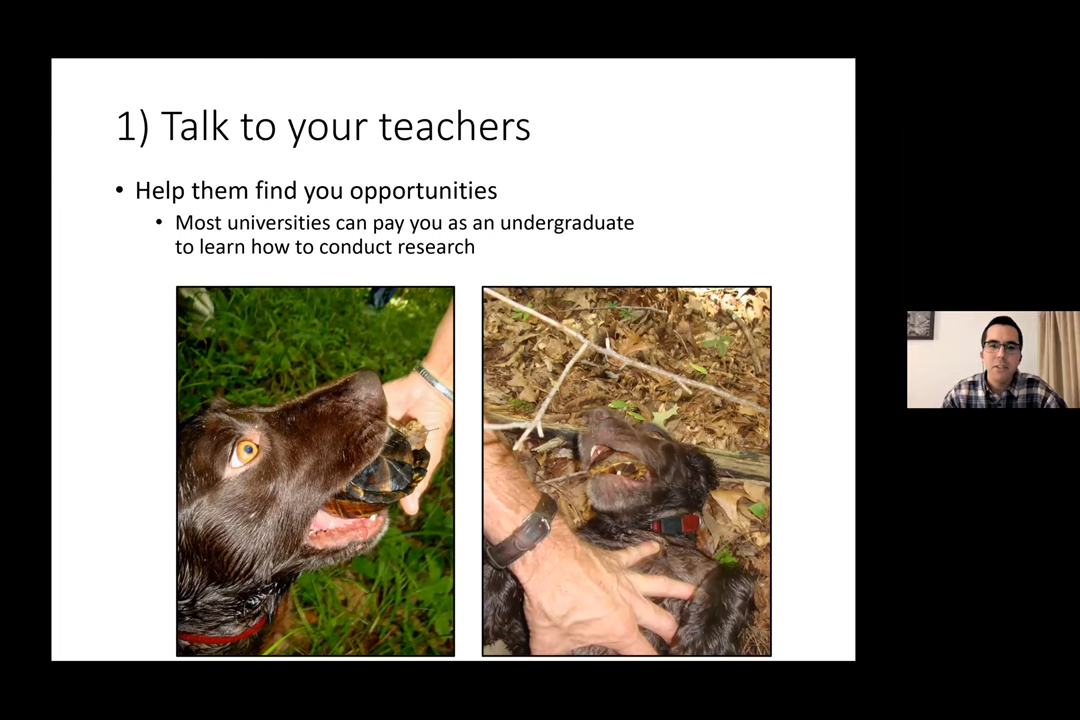 1) Talk to your teachers
• Help them find you opportunities
• Most universities can pay you as an undergraduate
to learn how to conduct research